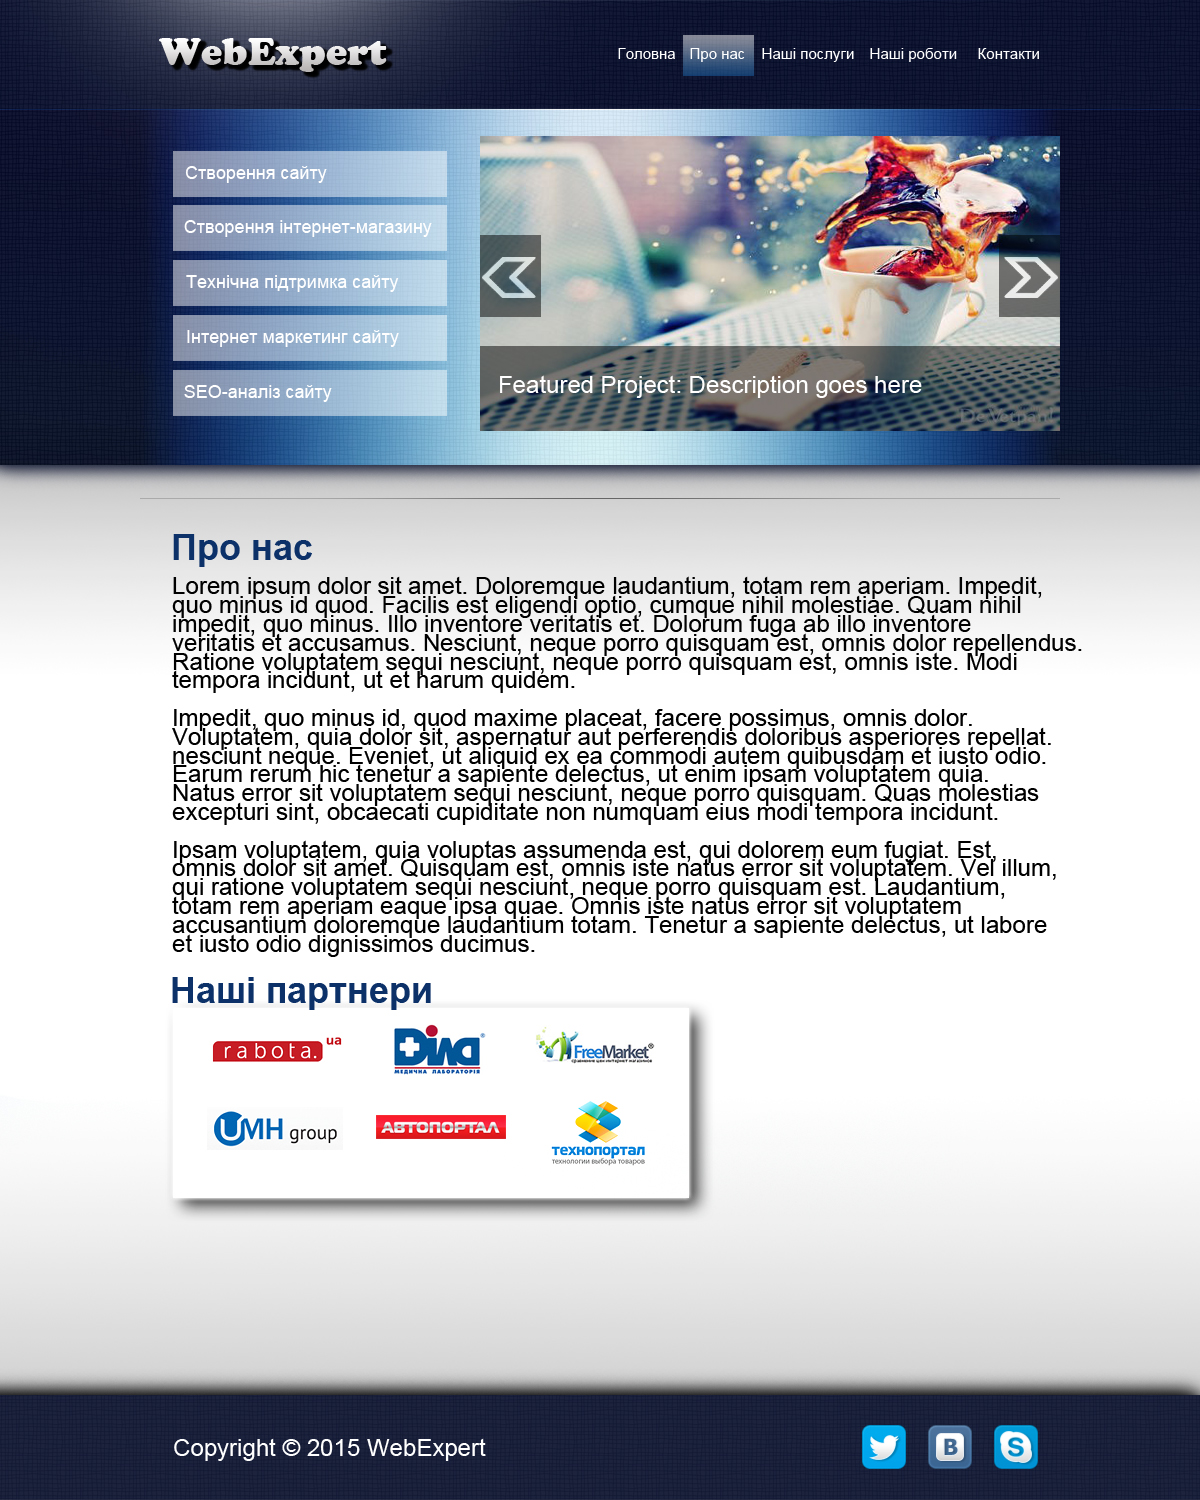 WebExpert
Головна Про нас Наші послуги Наші роботи Контакти
Створення сайту
Створення інтернет-магазину
Технічна підтримка сайту
Інтернет маркетинг сайту
SEO-аналіз сайту
Featured Project: Description goes here
Про нас
Lorem ipsum dolor sit amet. Doloremque laudantium, totam rem aperiam. Impedit,
quo minus id quod. Facilis est eligendi optio, cumque nihil molestiae. Quam nihil
impedit, quo minus. Illo inventore veritatis et. Dolorum fuga ab illo inventore
veritatis et accusamus. Nesciunt, neque porro quisquam est, omnis dolor repellendus.
Ratione voluptatem sequi nesciunt, neque porro quisquam est, omnis iste. Modi
tempora incidunt, ut et harum quidem.
Impedit, quo minus id, quod maxime placeat, facere possimus, omnis dolor.
Voluptatem, quia dolor sit, aspernatur aut perferendis doloribus asperiores repellat.
nesciunt neque. Eveniet, ut aliquid ex ea commodi autem quibusdam et iusto odio.
Earum rerum hic tenetur a sapiente delectus, ut enim ipsam voluptatem quia.
Natus error sit voluptatem sequi nesciunt, neque porro quisquam. Quas molestias
excepturi sint, obcaecati cupiditate non numquam eius modi tempora incidunt.
Ipsam voluptatem, quia voluptas assumenda est, qui dolorem eum fugiat. Est,
omnis dolor sit amet. Quisquam est, omnis iste natus error sit voluptatem. Vel illum,
qui ratione voluptatem sequi nesciunt, neque porro quisquam est. Laudantium,
totam rem aperiam eaque ipsa quae. Omnis iste natus error sit voluptatem
accusantium doloremque laudantium totam. Tenetur a sapiente delectus, ut labore
et iusto odio dignissimos ducimus.
Наші партнери
rabota.ua
Діла®
МЕДИЧНА ЛАБОРАТОРІЯ
FreeMarket
сравнение цен интернет магазинов
UMH group
АВТОПОРТАЛ
ТЕХНОПОРТАЛ
технологии выбора товаров
Copyright © 2015 WebExpert
B
S